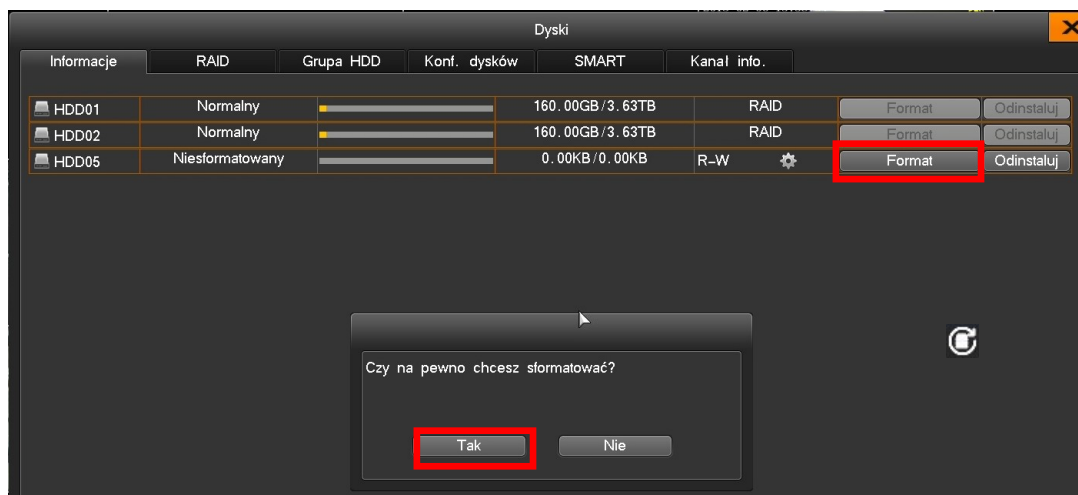 Dyski
Informacje RAID Grupa HDD Konf. dysków SMART Kanał info.
HDD01 Normalny 160.00GB/3.63TB RAID Format Odinstaluj
HDD02 Normalny 160.00GB/3.63TB RAID Format Odinstaluj
HDD05 Niesformatowany 0.00KB/0.00KB R-W Format Odinstaluj
Czy na pewno chcesz sformatować?
Tak Nie